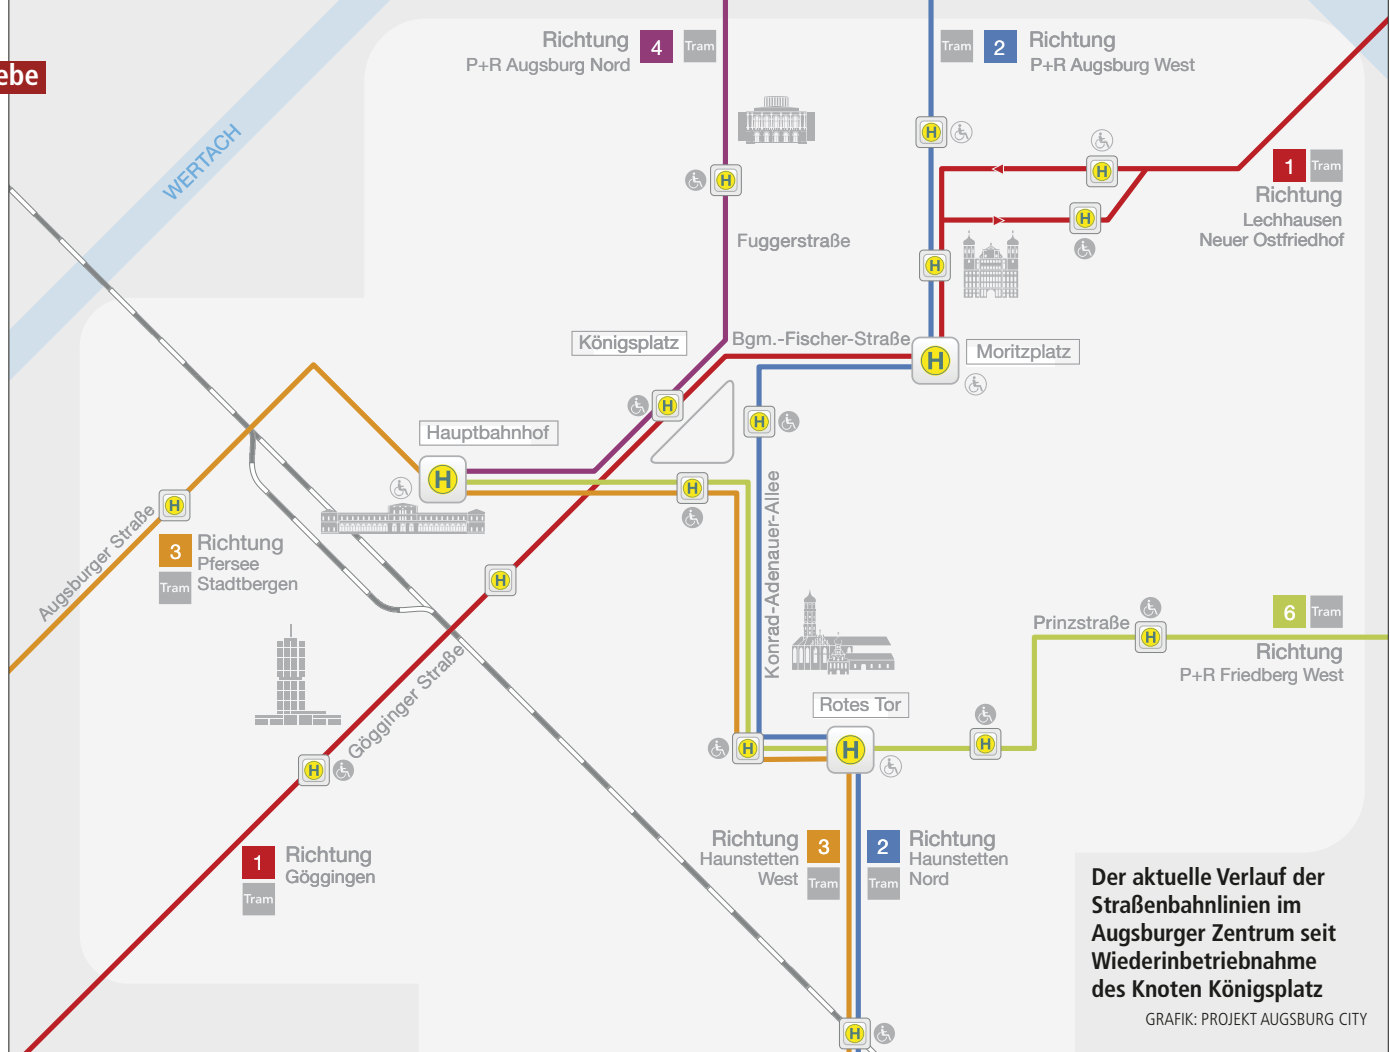 ebe
Richtung 4 Tram
P+R Augsburg Nord
Tram 2 Richtung
P+R Augsburg West
WERTACH
H
H
H
1 Tram
Richtung
Lechhausen
Neuer Ostfriedhof
H
Fuggerstraße
H
Königsplatz
Bgm.-Fischer-Straße
H
Moritzplatz
H
H
Hauptbahnhof
H
H
Konrad-Adenauer-Allee
Augsburger Straße
H
3 Richtung
Pfersee
Tram Stadtbergen
H
Prinzstraße
H
6 Tram
Richtung
P+R Friedberg West
Gögginger Straße
Rotes Tor
H
H
H
H
1 Richtung
Göggingen
Tram
Richtung 3
Haunstetten
West Tram
2 Richtung
Haunstetten
Tram Nord
H
Der aktuelle Verlauf der
Straßenbahnlinien im
Augsburger Zentrum seit
Wiederinbetriebnahme
des Knoten Königsplatz
GRAFIK: PROJEKT AUGSBURG CITY